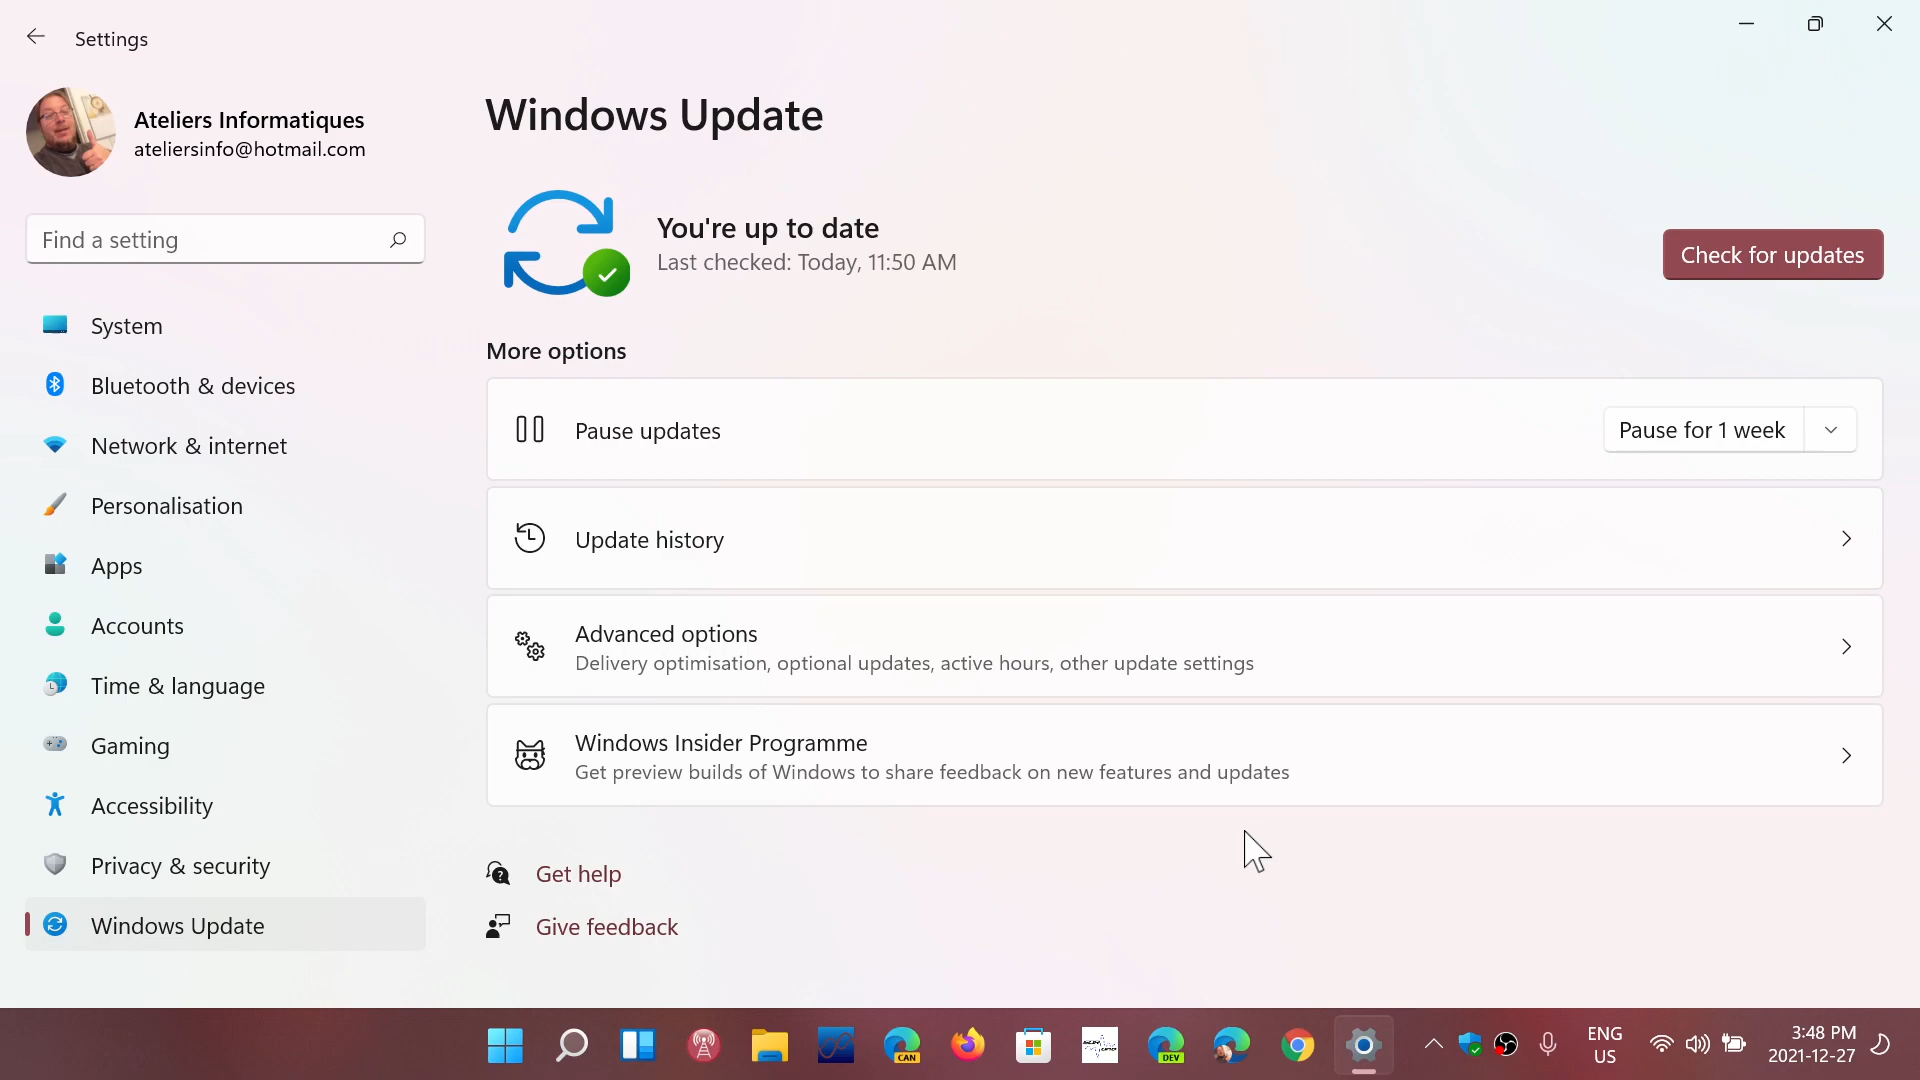 Settings
Ateliers Informatiques
ateliersinfo@hotmail.com
Find a setting
System
Bluetooth & devices
Network & internet
Personalisation
Apps
Accounts
Time & language
Gaming
Accessibility
Privacy & security
Windows Update
Windows Update
You're up to date
Last checked: Today, 11:50 AM
Check for updates
More options
Pause updates
Pause for 1 week
Update history
Advanced options
Delivery optimisation, optional updates, active hours, other update settings
Windows Insider Programme
Get preview builds of Windows to share feedback on new features and updates
Get help
Give feedback
CAN
DEV
ENG
US
3:48 PM
2021-12-27